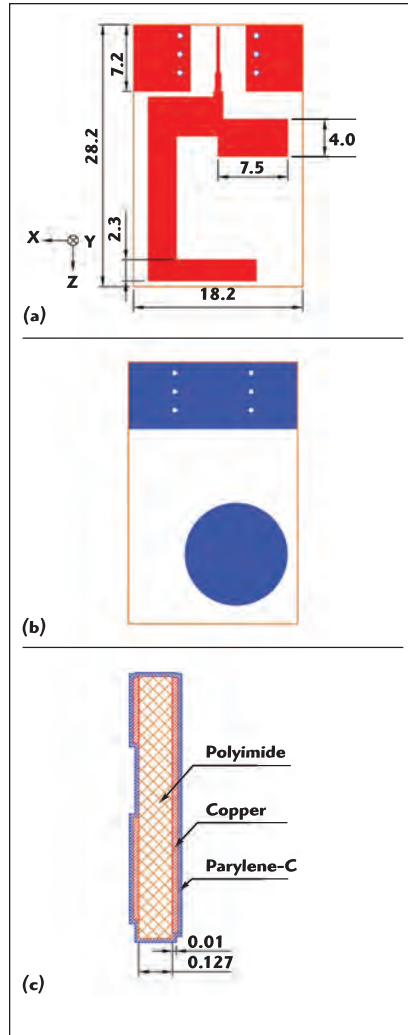 7.2
28.2
4.0
7.5
2.3
X
Y
Z
18.2
(a)
(b)
Polyimide
Copper
Parylene-C
0.01
0.127
(c)